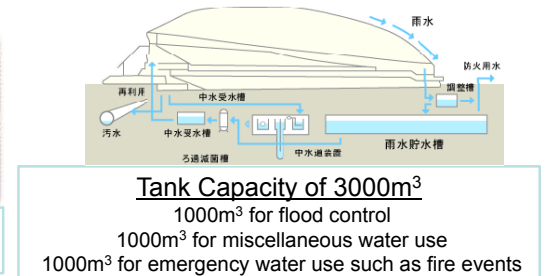 雨水
防火用水
調整槽
再利用
中水受水槽
汚水
中水受水槽
ろ過滅菌槽
中水造装置
雨水貯水槽
Tank Capacity of 3000m³
1000m³ for flood control
1000m³ for miscellaneous water use
1000m³ for emergency water use such as fire events